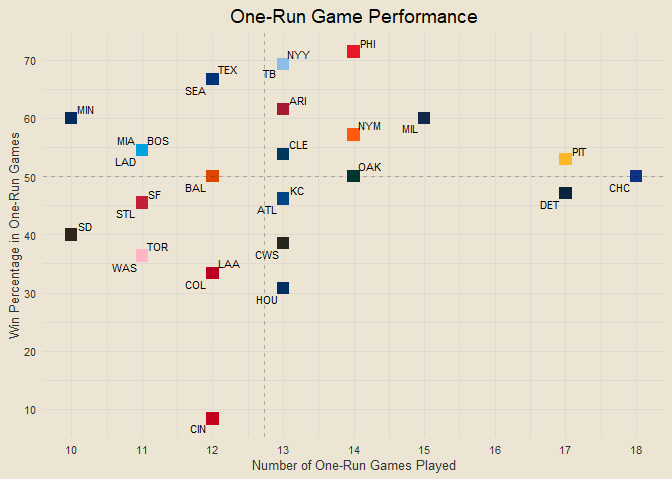 One-Run Game Performance
Win Percentage in One-Run Games
70
60
50
40
30
20
10
PHI
NYY
TB
TEX
SEA
ARI
MIN
NYM
MIL
MIA BOS
LAD
CLE
PIT
OAK
BAL
CHC
KC
ATL
DET
SF
STL
SD
CWS
TOR
WAS
LAA
COL
HOU
CIN
10 11 12 13 14 15 16 17 18
Number of One-Run Games Played